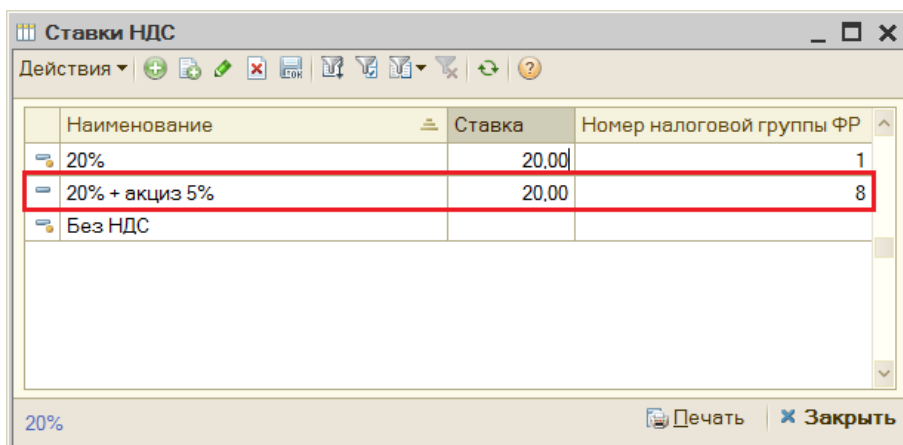 Ставки НДС
Действия
Наименование Ставка Номер налоговой группы ФР
20% 20,00 1
20% + акциз 5% 20,00 8
Без НДС
20% Печать Закрыть